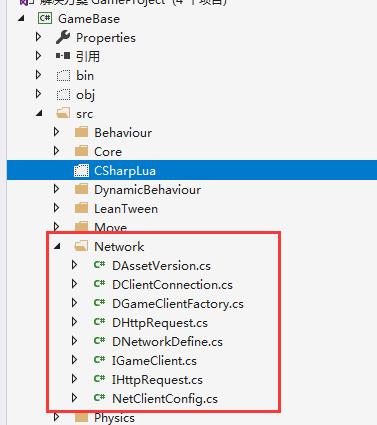 解决方案'GameProject'(4 个项目)
GameBase
Properties
引用
bin
obj
src
Behaviour
Core
CSharpLua
DynamicBehaviour
LeanTween
Move
Network
DAssetVersion.cs
DClientConnection.cs
DGameClientFactory.cs
DHttpRequest.cs
DNetworkDefine.cs
IGameClient.cs
IHttpRequest.cs
NetClientConfig.cs
Physics